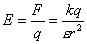 E = F/q = kq/εr²